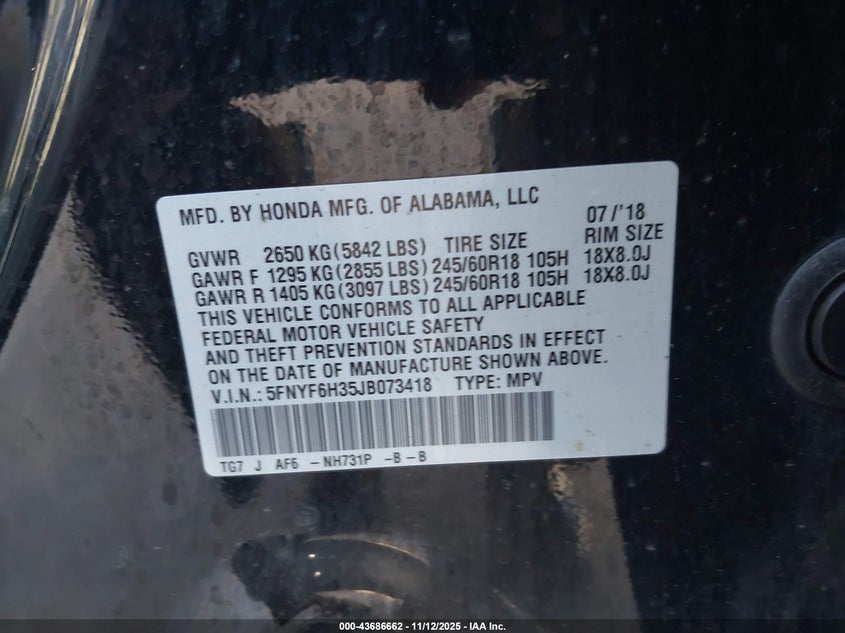 MFD. BY HONDA MFG. OF ALABAMA, LLC 07/'18
GVWR 2650 KG(5842 LBS) TIRE SIZE RIM SIZE
GAWR F 1295 KG(2855 LBS) 245/60R18 105H 18X8.0J
GAWR R 1405 KG(3097 LBS) 245/60R18 105H 18X8.0J
THIS VEHICLE CONFORMS TO ALL APPLICABLE
FEDERAL MOTOR VEHICLE SAFETY
AND THEFT PREVENTION STANDARDS IN EFFECT
ON THE DATE OF MANUFACTURE SHOWN ABOVE.
V.I.N.: 5FNYF6H35JB073418 TYPE: MPV
TG7 J AF6 -NH731P -B-B
000-43686662 - 11/12/2025 - IAA Inc.